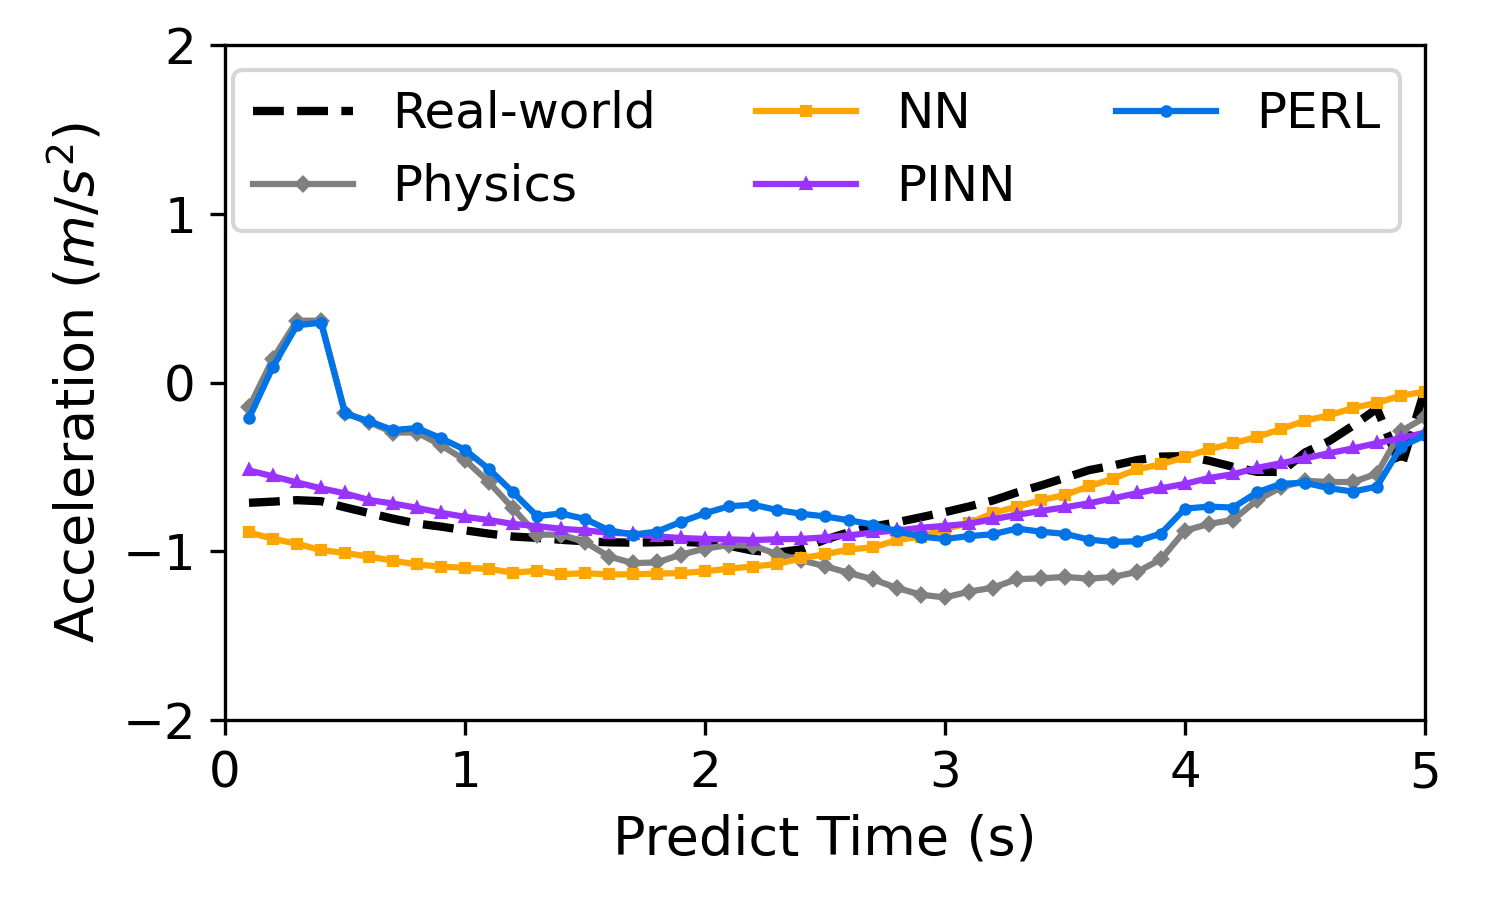 2
1
0
−1
−2
Acceleration (m/s²)
Real-world
Physics
NN
PINN
PERL
0 1 2 3 4 5
Predict Time (s)